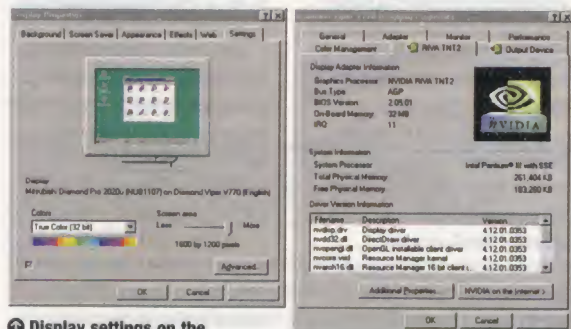 Display Properties
Background
Screen Saver
Appearance
Effects
Web
Settings
Display:
Mitsubishi Diamond Pro 2020u (NUB1107) on Diamond Viper V770 (English)
Colors
True Color (32 bit)
Screen area
Less
More
1600 by 1200 pixels
Advanced...
OK
Cancel
Display settings on the
Display Properties
General
Adapter
Monitor
Performance
Color Management
RIVA TNT2
Output Device
Display Adapter Information
Graphics Processor: NVIDIA RIVA TNT2
Bus Type: AGP
BIOS Version: 2.05.01
On-Board Memory: 32 MB
IRQ: 11
NVIDIA
System Information
System Processor: Intel Pentium® III with SSE
Total Physical Memory: 261,404 KB
Free Physical Memory: 183,280 KB
Driver Version Information
Filename Description Version
nvdisp.drv Display driver 4.12.01.0353
nvdd32.dll DirectDraw driver 4.12.01.0353
nvopengl.dll OpenGL installable client driver 4.12.01.0353
nvcore.vxd Resource Manager kernel 4.12.01.0353
nvarch16.dll Resource Manager 16 bit client 4.12.01.0353
Additional Properties...
NVIDIA on the Internet >
OK
Cancel